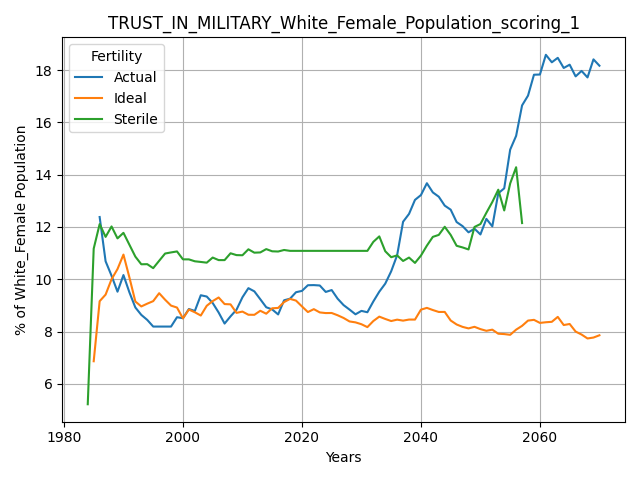 TRUST_IN_MILITARY_White_Female_Population_scoring_1
Fertility
Actual
Ideal
Sterile
% of White_Female Population
18
16
14
12
10
8
6
1980
2000
2020
2040
2060
Years